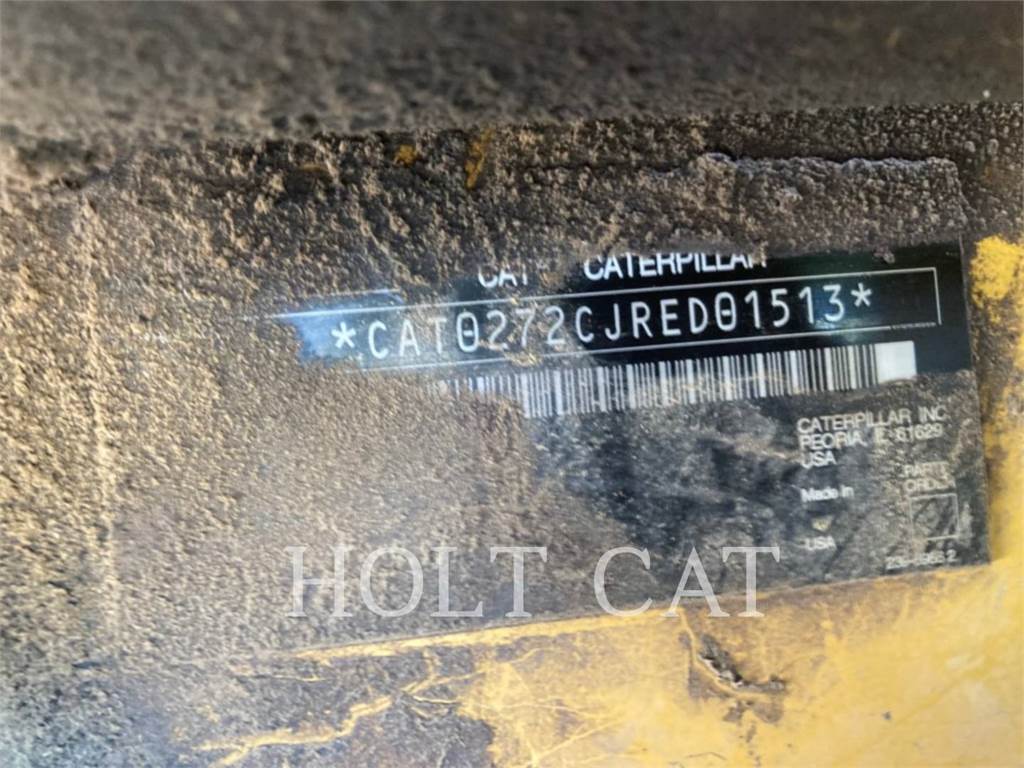 CAT CATERPILLAR
*CAT0272CJRED01513*
CATERPILLAR INC.
PEORIA, IL 61629
USA
Made in
USA
HOLT CAT